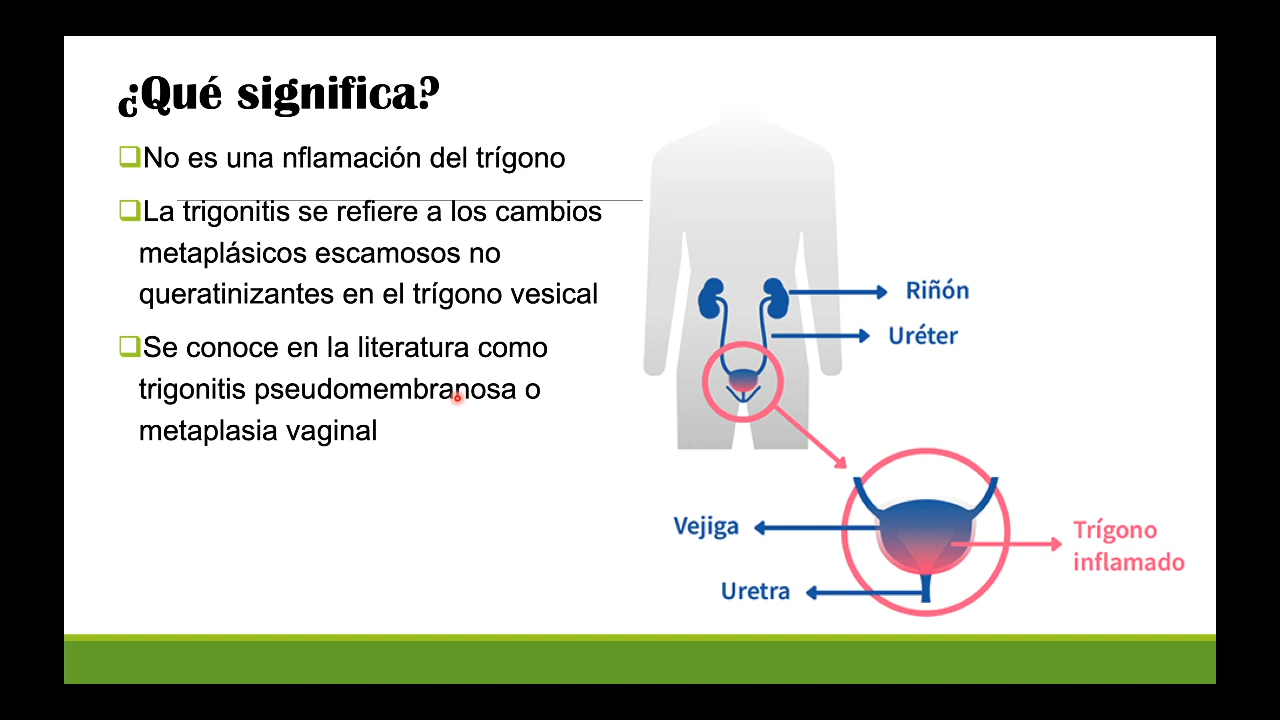 ¿Qué significa?
No es una nflamación del trígono
La trigonitis se refiere a los cambios
metaplásicos escamosos no
queratinizantes en el trígono vesical
Se conoce en la literatura como
trigonitis pseudomembranosa o
metaplasia vaginal
Riñón
Uréter
Vejiga
Trígono
inflamado
Uretra